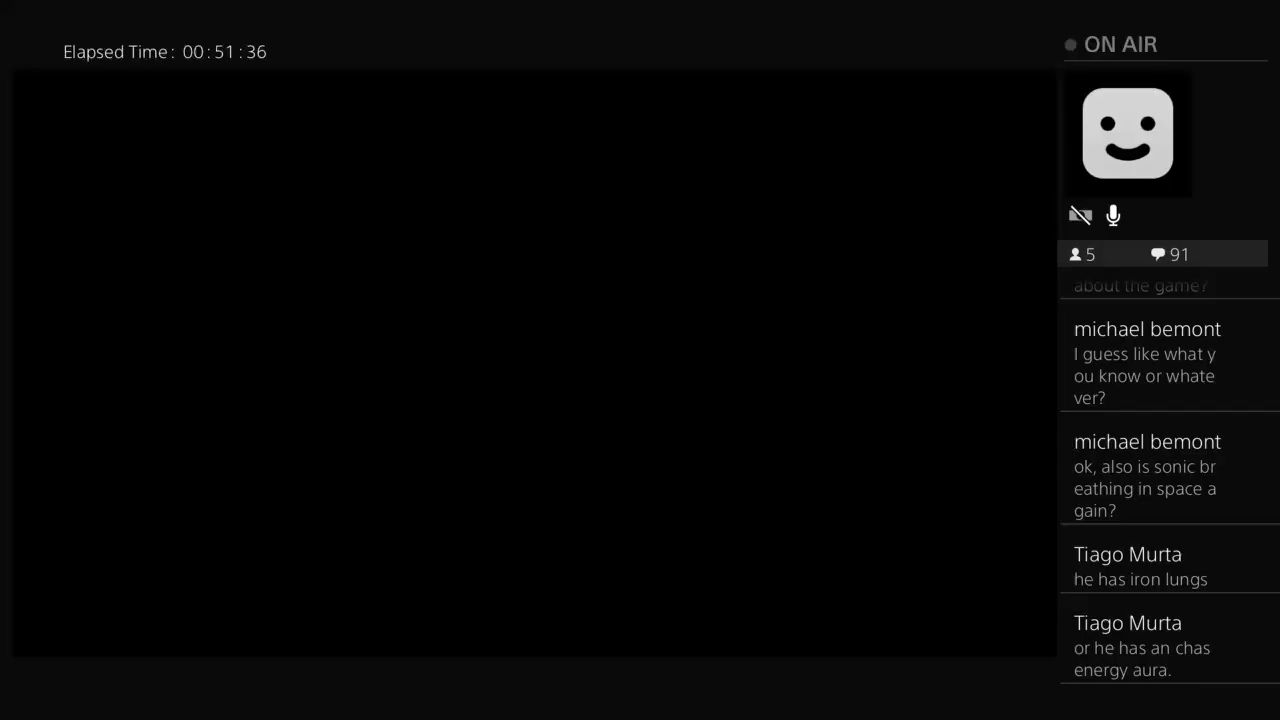 Elapsed Time: 00:51:36
ON AIR
5 91
about the game?
michael bemont
I guess like what y
ou know or whate
ver?
michael bemont
ok, also is sonic br
eathing in space a
gain?
Tiago Murta
he has iron lungs
Tiago Murta
or he has an chas
energy aura.